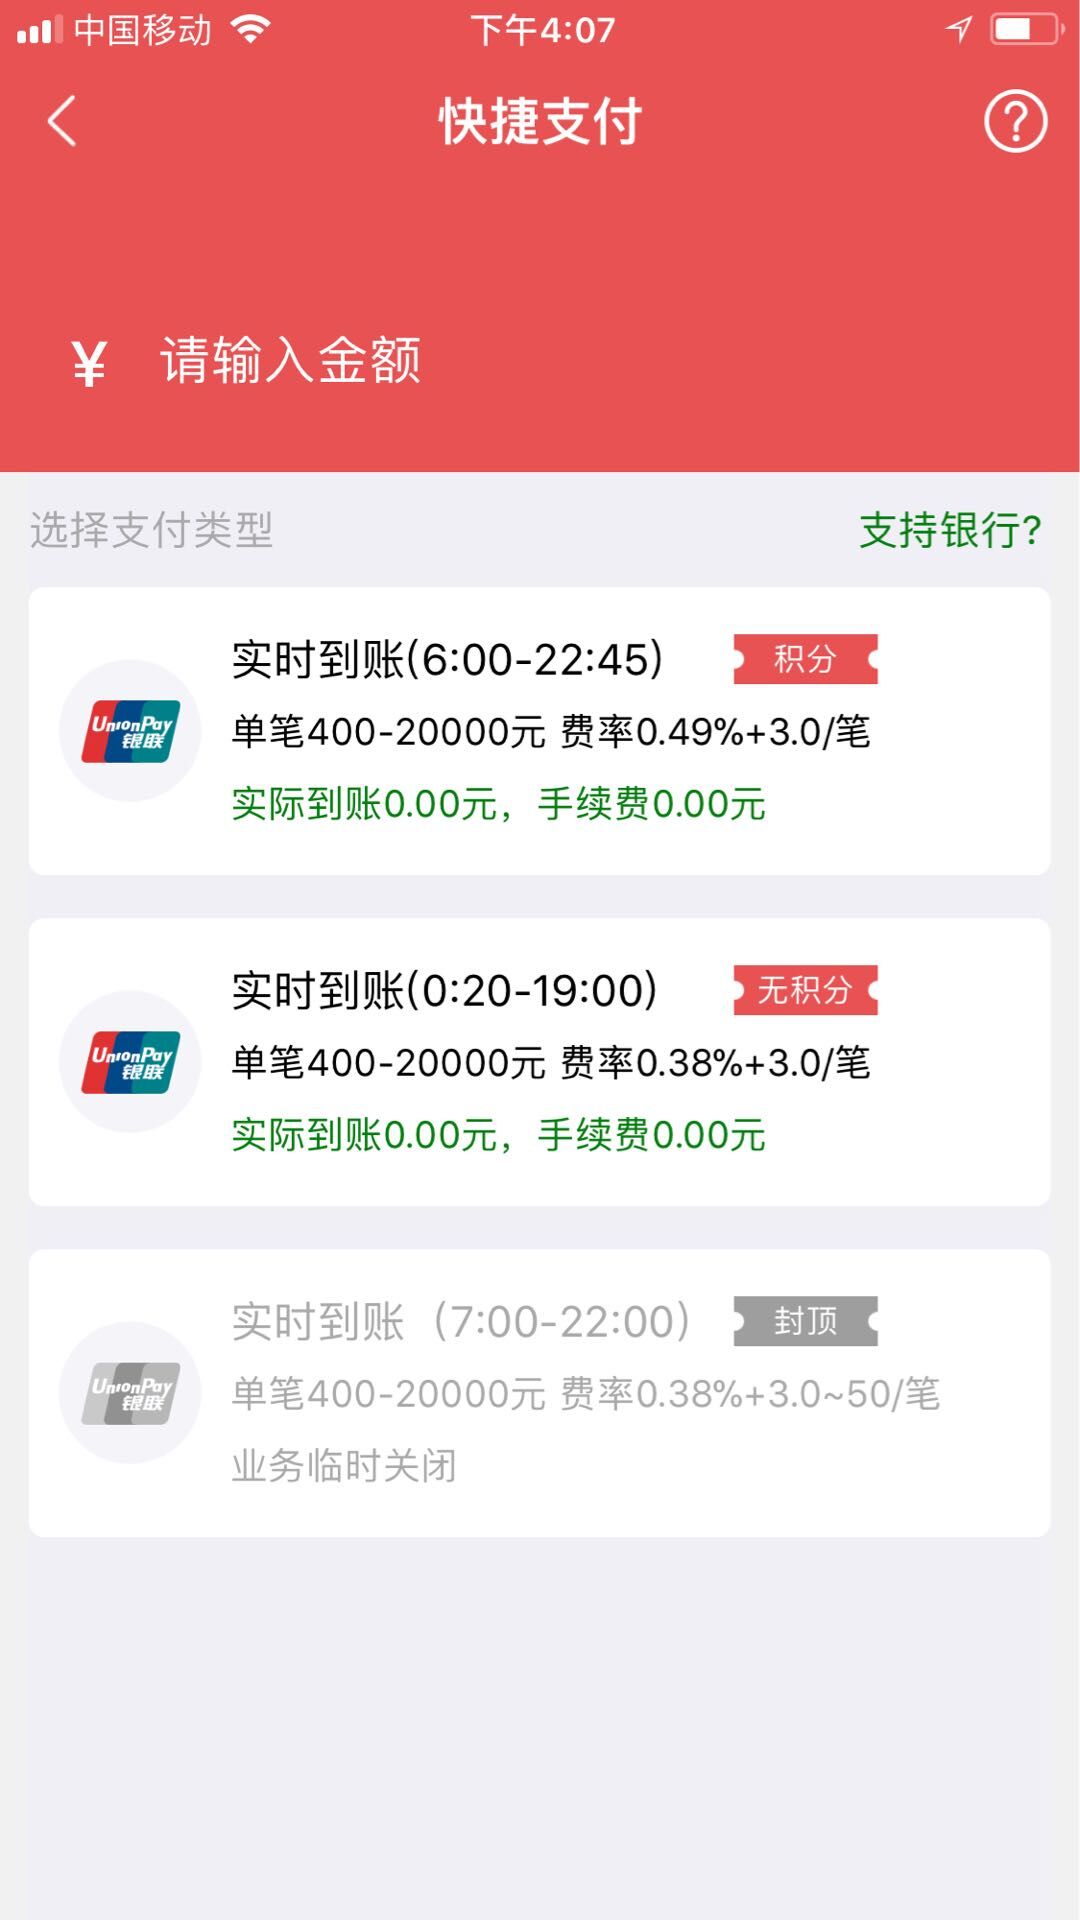 中国移动 下午4:07
快捷支付
¥ 请输入金额
选择支付类型 支持银行?
实时到账(6:00-22:45) 积分
UnionPay 银联
单笔400-20000元 费率0.49%+3.0/笔
实际到账0.00元，手续费0.00元
实时到账(0:20-19:00) 无积分
UnionPay 银联
单笔400-20000元 费率0.38%+3.0/笔
实际到账0.00元，手续费0.00元
实时到账（7:00-22:00） 封顶
UnionPay 银联
单笔400-20000元 费率0.38%+3.0~50/笔
业务临时关闭